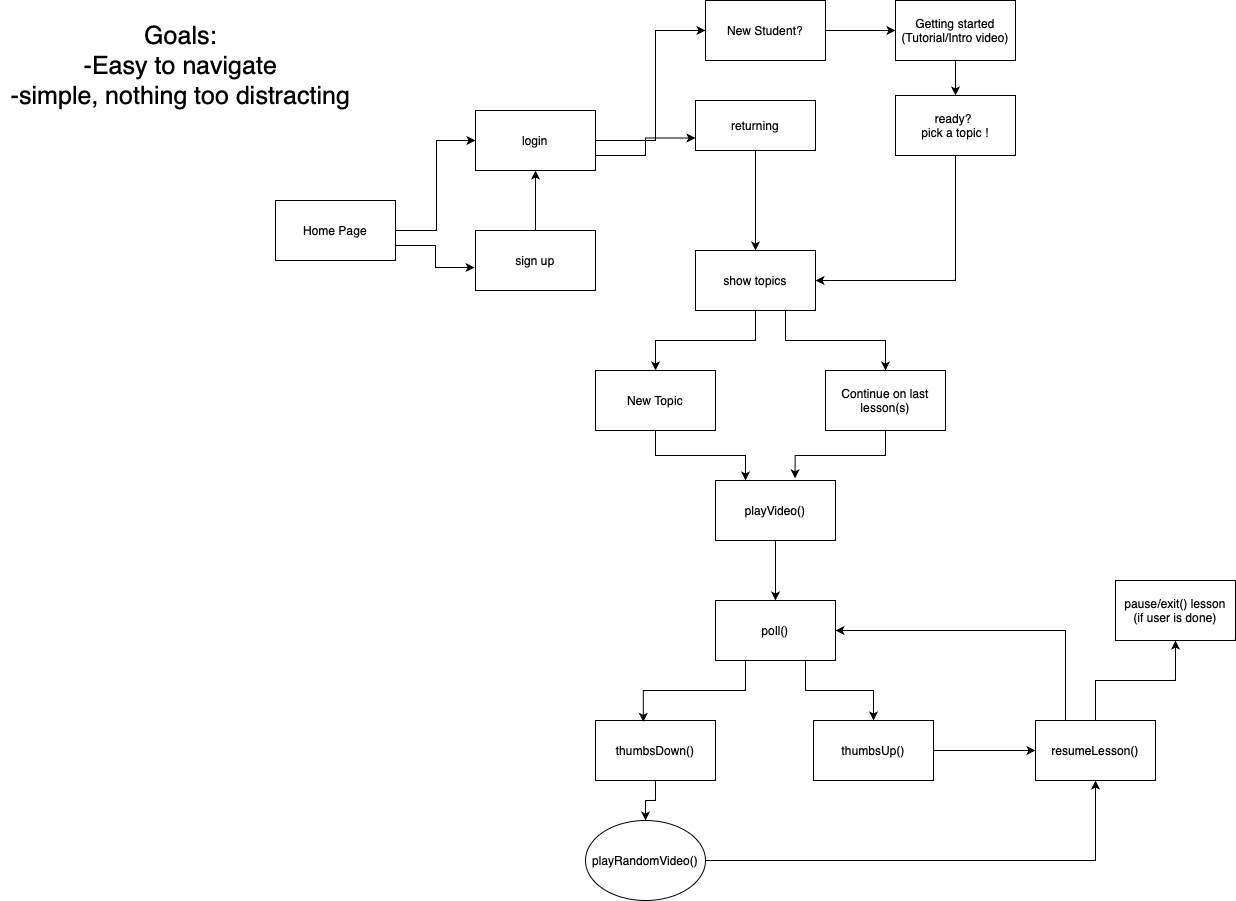 Goals:
-Easy to navigate
-simple, nothing too distracting
New Student?
Getting started
(Tutorial/Intro video)
login
returning
ready?
pick a topic !
Home Page
sign up
show topics
New Topic
Continue on last
lesson(s)
playVideo()
poll()
pause/exit() lesson
(if user is done)
thumbsDown()
thumbsUp()
resumeLesson()
playRandomVideo()